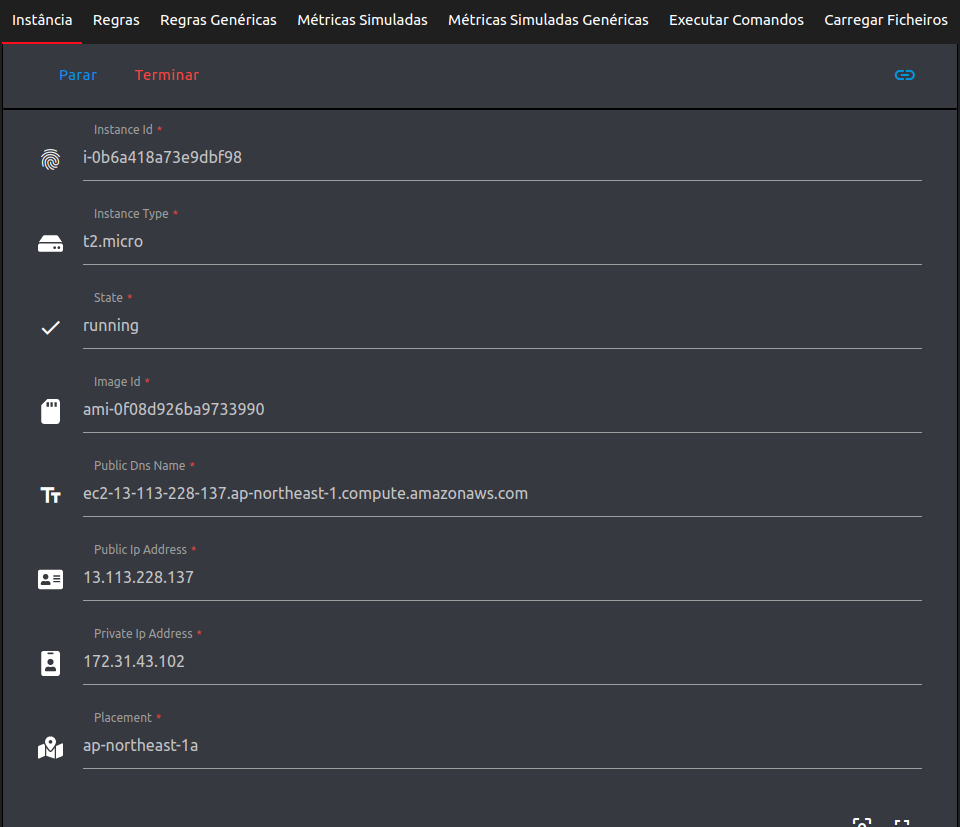 Instância Regras Regras Genéricas Métricas Simuladas Métricas Simuladas Genéricas Executar Comandos Carregar Ficheiros
Parar Terminar
Instance Id *
i-0b6a418a73e9dbf98
Instance Type *
t2.micro
State *
running
Image Id *
ami-0f08d926ba9733990
Public Dns Name *
ec2-13-113-228-137.ap-northeast-1.compute.amazonaws.com
Public Ip Address *
13.113.228.137
Private Ip Address *
172.31.43.102
Placement *
ap-northeast-1a